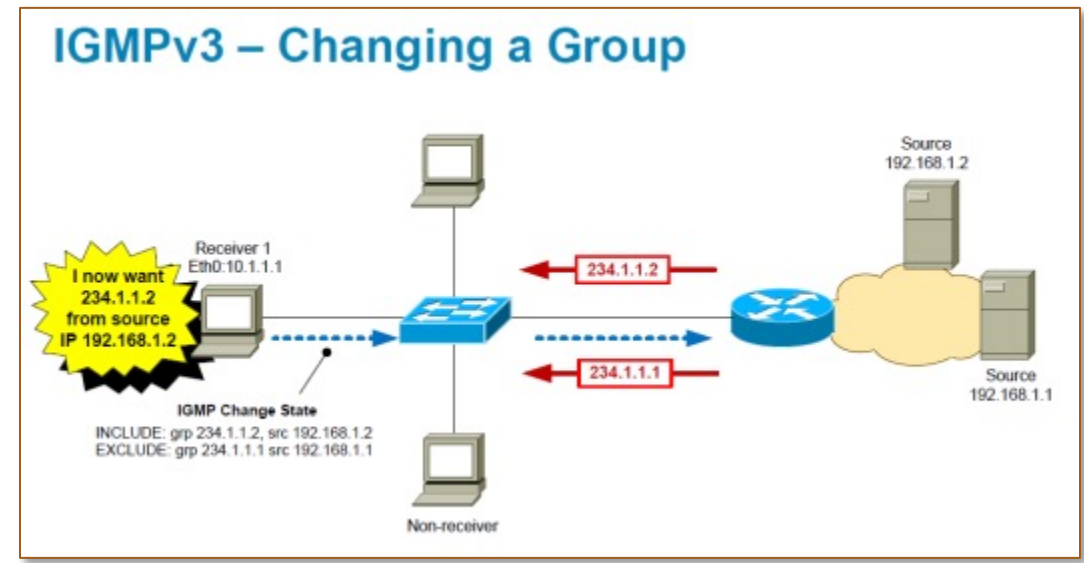 IGMPv3 – Changing a Group
Source
192.168.1.2
Receiver 1
Eth0:10.1.1.1
I now want
234.1.1.2
from source
IP 192.168.1.2
234.1.1.2
234.1.1.1
Source
192.168.1.1
IGMP Change State
INCLUDE: grp 234.1.1.2, src 192.168.1.2
EXCLUDE: grp 234.1.1.1 src 192.168.1.1
Non-receiver